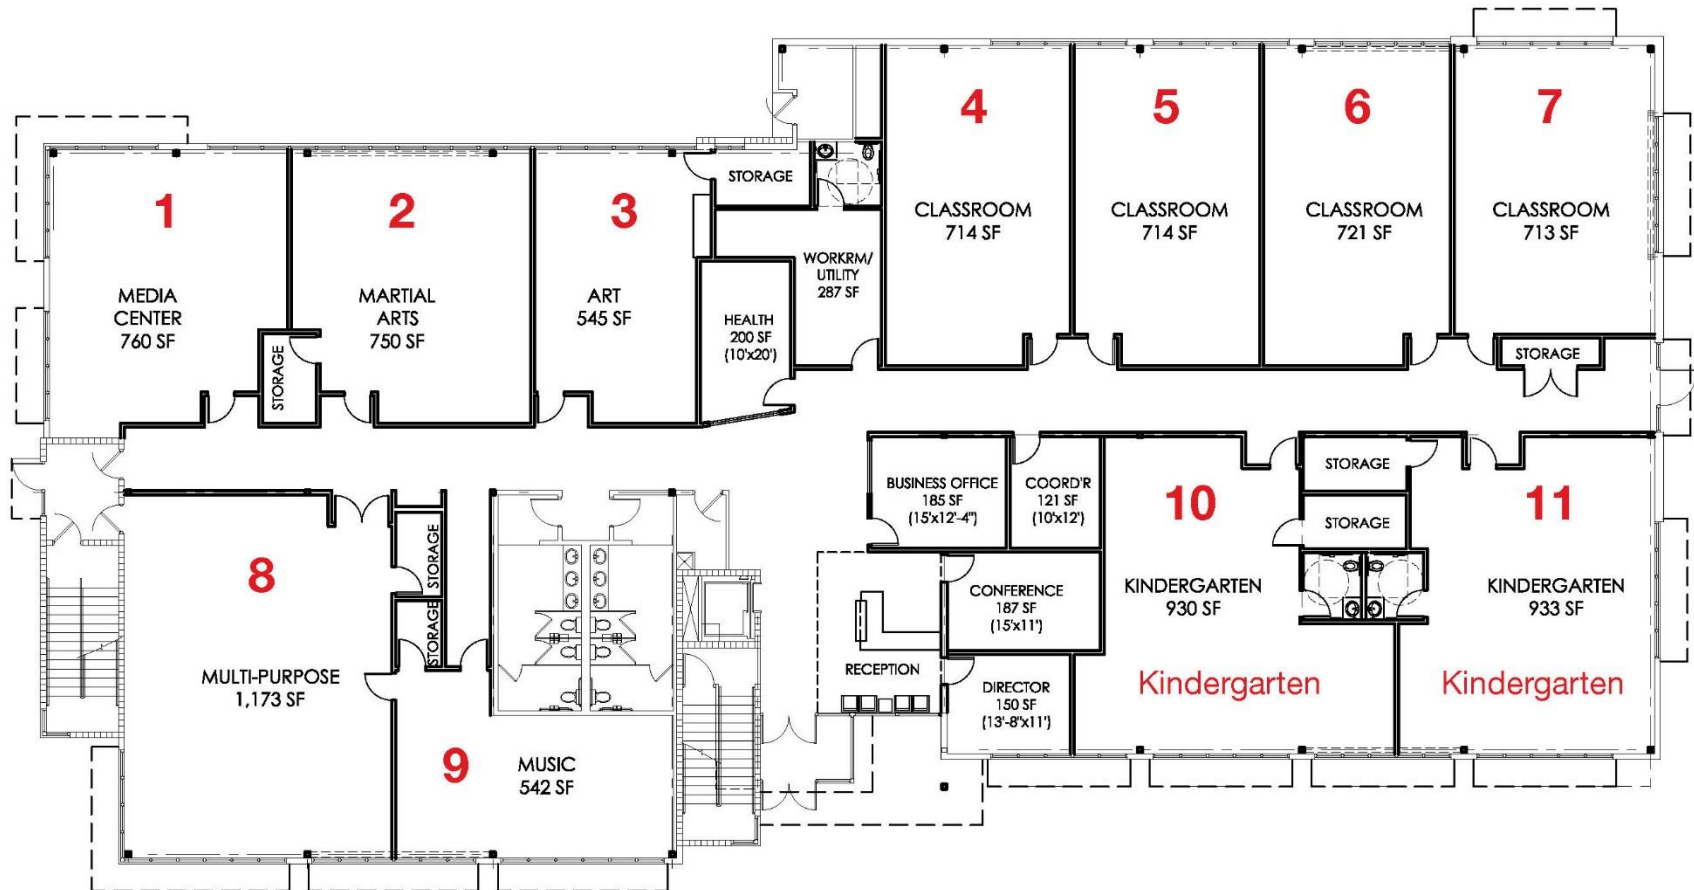 1
MEDIA
CENTER
760 SF
STORAGE
2
MARTIAL
ARTS
750 SF
3
ART
545 SF
STORAGE
WORKRM/
UTILITY
287 SF
HEALTH
200 SF
(10'x20')
4
CLASSROOM
714 SF
5
CLASSROOM
714 SF
6
CLASSROOM
721 SF
7
CLASSROOM
713 SF
STORAGE
8
MULTI-PURPOSE
1,173 SF
STORAGE
STORAGE
9
MUSIC
542 SF
BUSINESS OFFICE
185 SF
(15'x12'-4")
COORD'R
121 SF
(10'x12')
CONFERENCE
187 SF
(15'x11')
RECEPTION
DIRECTOR
150 SF
(13'-8"x11')
10
KINDERGARTEN
930 SF
Kindergarten
STORAGE
STORAGE
11
KINDERGARTEN
933 SF
Kindergarten